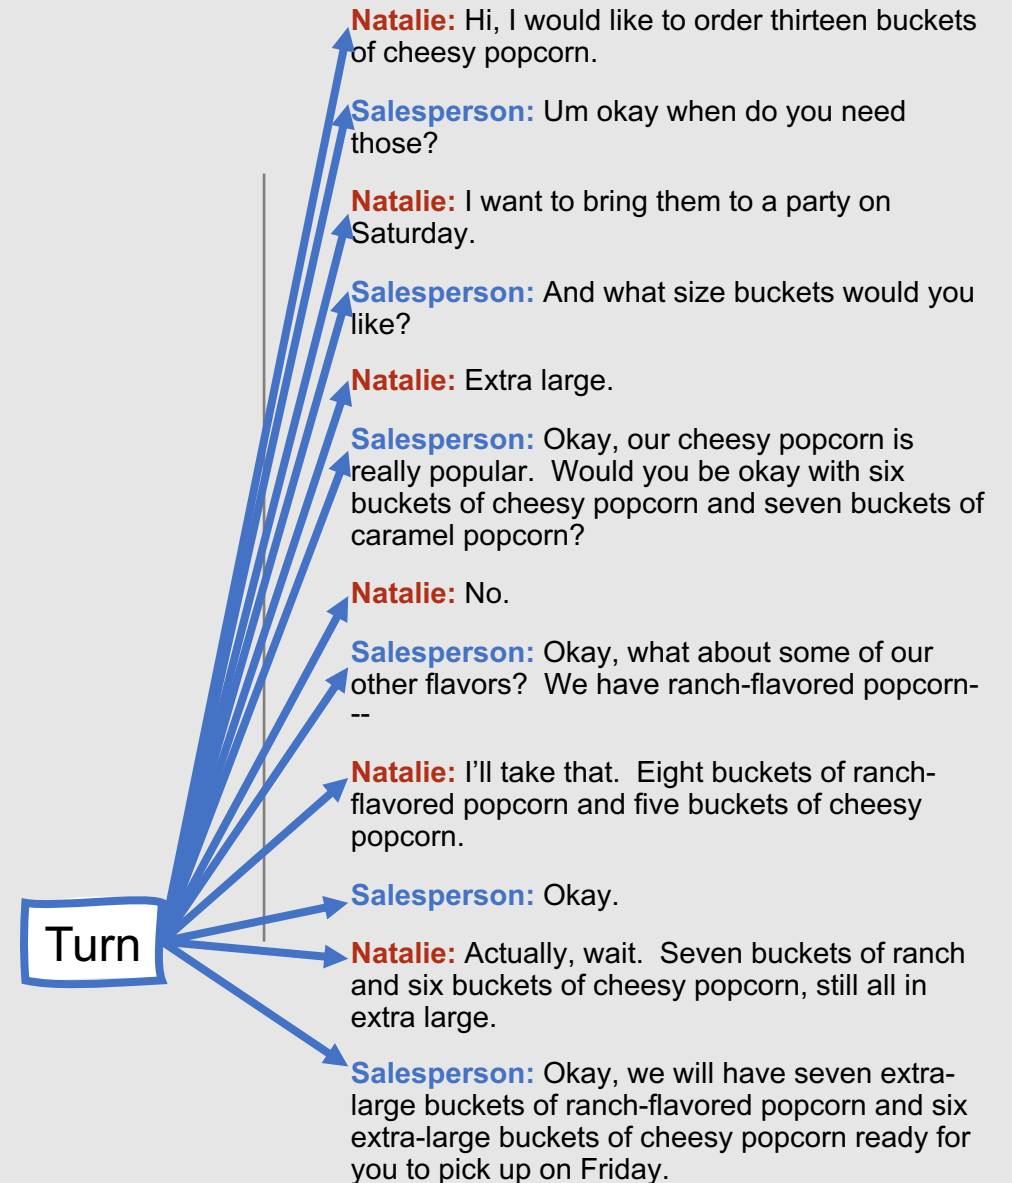 Natalie: Hi, I would like to order thirteen buckets
of cheesy popcorn.
Salesperson: Um okay when do you need
those?
Natalie: I want to bring them to a party on
Saturday.
Salesperson: And what size buckets would you
like?
Natalie: Extra large.
Salesperson: Okay, our cheesy popcorn is
really popular.  Would you be okay with six
buckets of cheesy popcorn and seven buckets of
caramel popcorn?
Natalie: No.
Salesperson: Okay, what about some of our
other flavors?  We have ranch-flavored popcorn-
--
Natalie: I’ll take that.  Eight buckets of ranch-
flavored popcorn and five buckets of cheesy
popcorn.
Salesperson: Okay.
Natalie: Actually, wait.  Seven buckets of ranch
and six buckets of cheesy popcorn, still all in
extra large.
Salesperson: Okay, we will have seven extra-
large buckets of ranch-flavored popcorn and six
extra-large buckets of cheesy popcorn ready for
you to pick up on Friday.
Turn